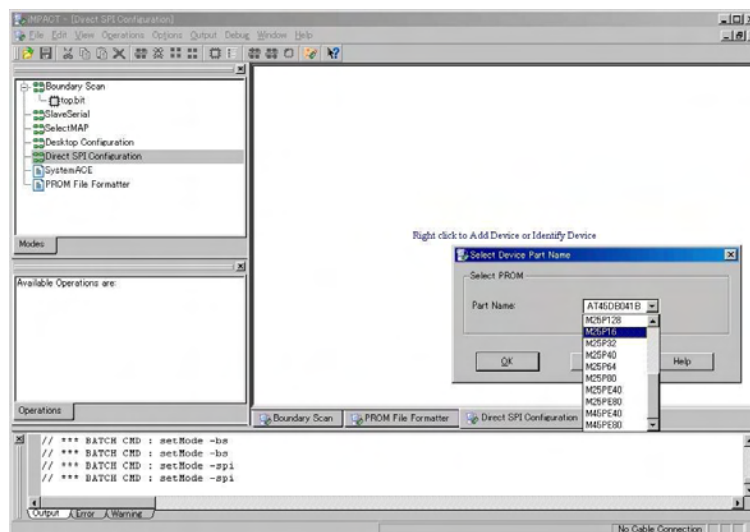 iMPACT - [Direct SPI Configuration]
File Edit View Operations Options Output Debug Window Help
Boundary Scan
top.bit
SlaveSerial
SelectMAP
Desktop Configuration
Direct SPI Configuration
SystemACE
PROM File Formatter
Modes
Available Operations are:
Operations
Right click to Add Device or Identify Device
Select Device Part Name
Select PROM
Part Name:
AT45DB041B
M25P128
M25P16
M25P32
M25P40
M25P64
M25P80
M25PE40
M25PE80
M45PE40
M45PE80
OK
Help
Boundary Scan
PROM File Formatter
Direct SPI Configuration
// *** BATCH CMD : setMode -bs
// *** BATCH CMD : setMode -bs
// *** BATCH CMD : setMode -spi
// *** BATCH CMD : setMode -spi
Output Error Warning
No Cable Connection